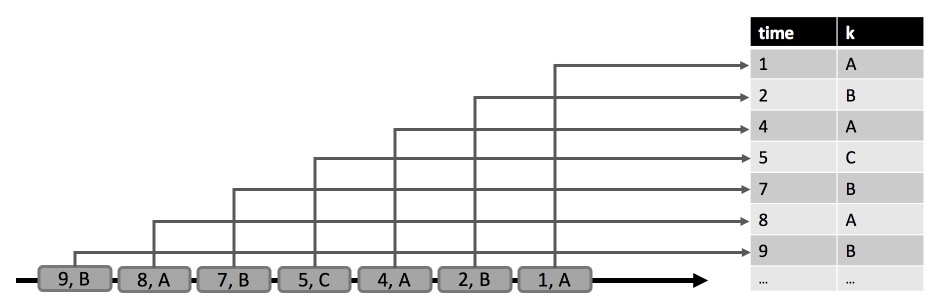 time k
1 A
2 B
4 A
5 C
7 B
8 A
9 B
... ...
9, B 8, A 7, B 5, C 4, A 2, B 1, A